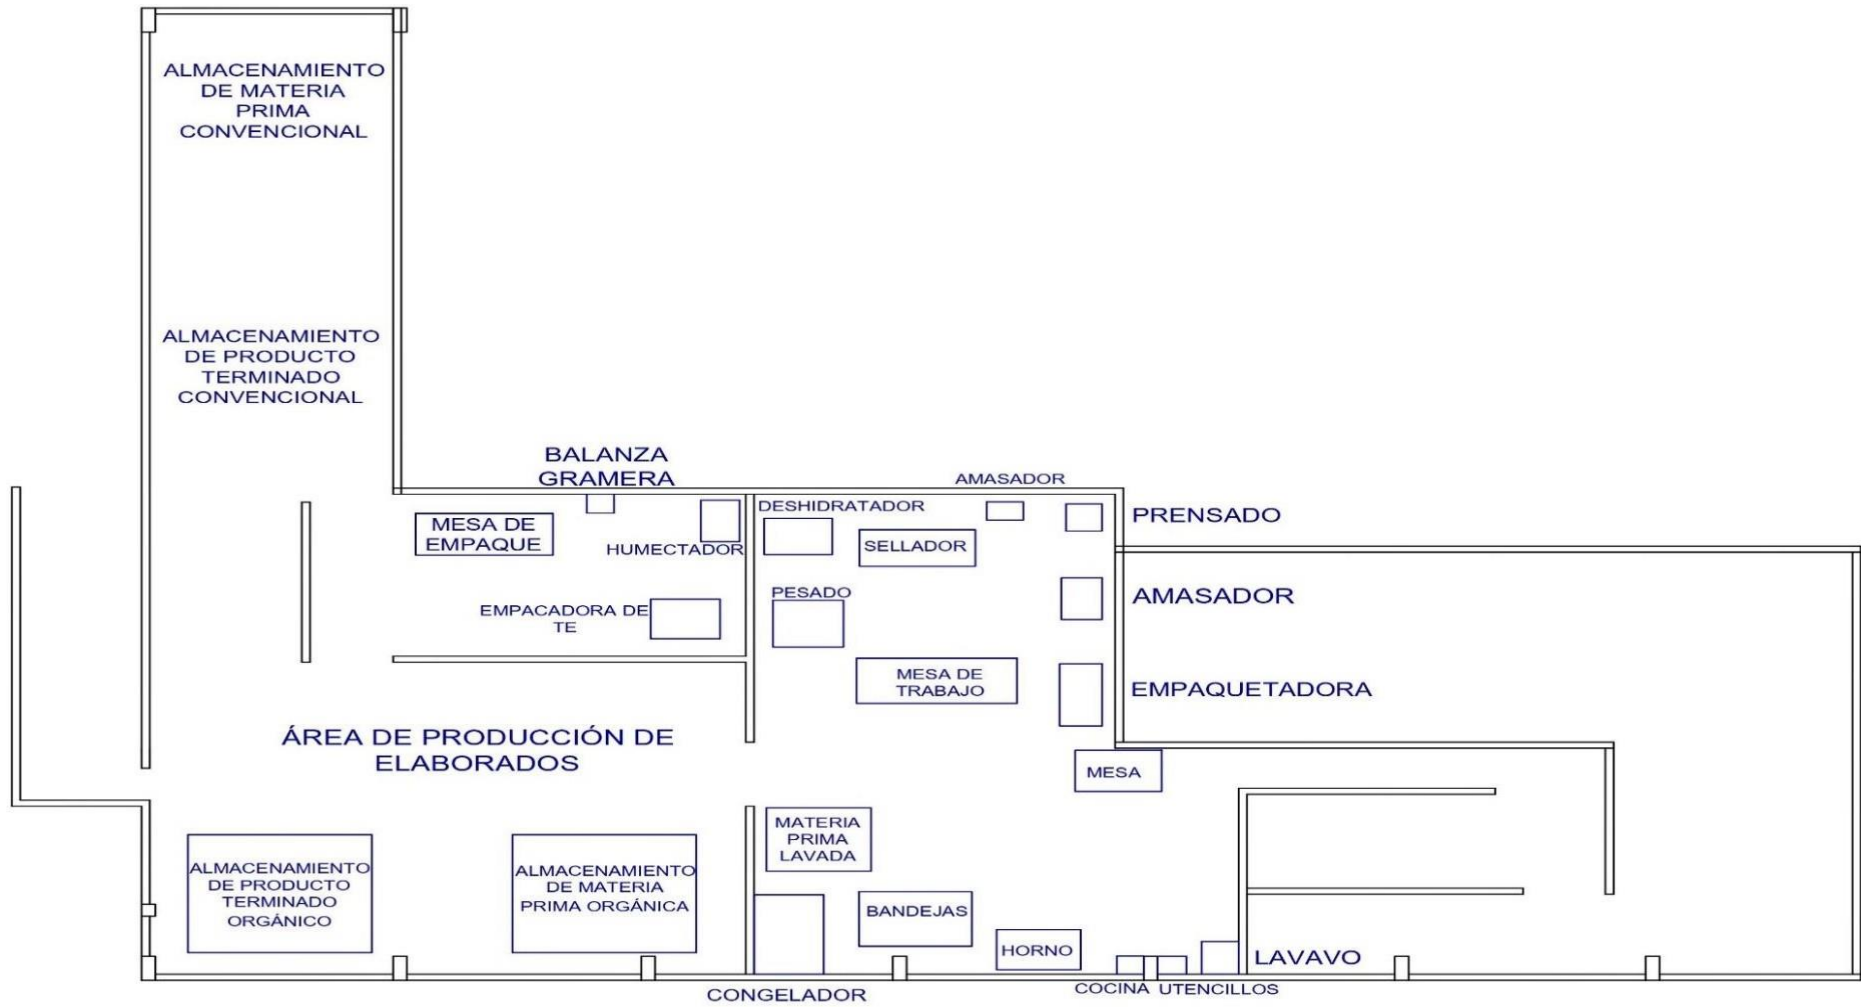 ALMACENAMIENTO
DE MATERIA
PRIMA
CONVENCIONAL
ALMACENAMIENTO
DE PRODUCTO
TERMINADO
CONVENCIONAL
BALANZA
GRAMERA
MESA DE
EMPAQUE
HUMECTADOR
EMPACADORA DE
TE
AMASADOR
DESHIDRATADOR
SELLADOR
PRENSADO
PESADO
AMASADOR
MESA DE
TRABAJO
EMPAQUETADORA
ÁREA DE PRODUCCIÓN DE
ELABORADOS
MESA
MATERIA
PRIMA
LAVADA
ALMACENAMIENTO
DE PRODUCTO
TERMINADO
ORGÁNICO
ALMACENAMIENTO
DE MATERIA
PRIMA ORGÁNICA
BANDEJAS
HORNO
LAVAVO
CONGELADOR
COCINA
UTENCILLOS